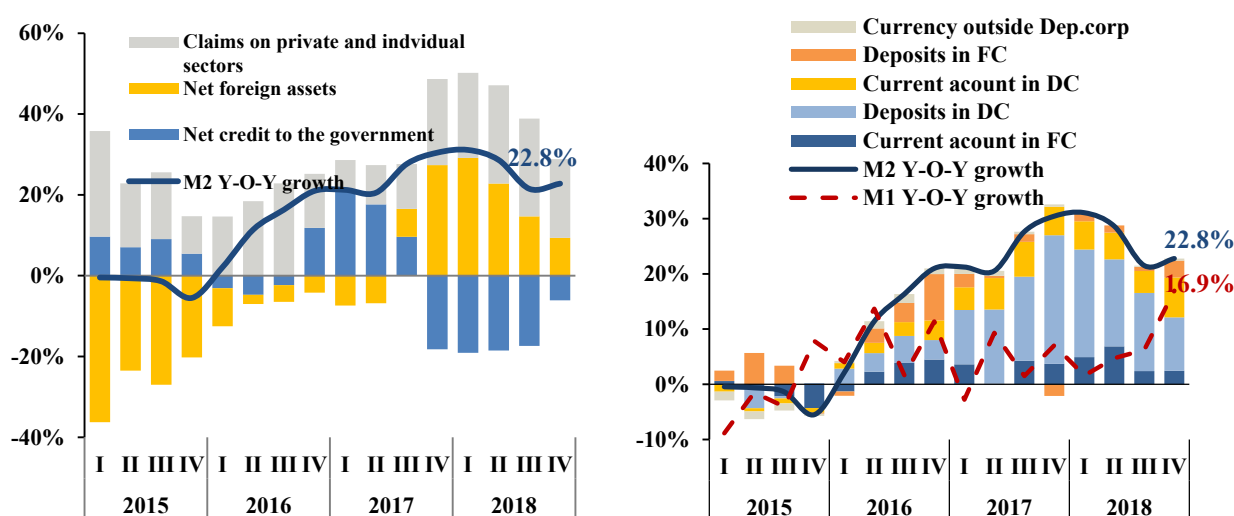 60%
40%
20%
0%
-20%
-40%
Claims on private and indvidual
sectors
Net foreign assets
Net credit to the government
M2 Y-O-Y growth
22.8%
I II III IV I II III IV I II III IV I II III IV
2015 2016 2017 2018
Currency outside Dep.corp
Deposits in FC
Current acount in DC
Deposits in DC
Current acount in FC
M2 Y-O-Y growth
M1 Y-O-Y growth
40%
30%
20%
10%
0%
-10%
22.8%
16.9%
I II III IV I II III IV I II III IV I II III IV
2015 2016 2017 2018